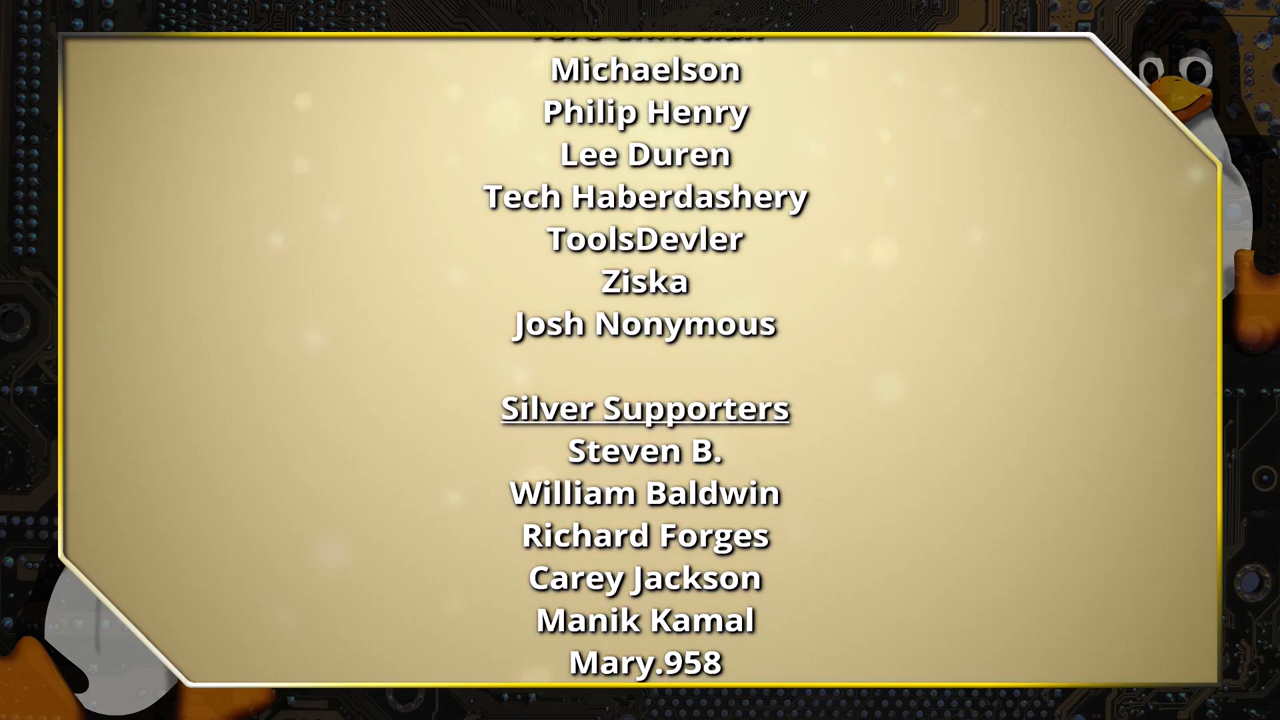 Michaelson
Philip Henry
Lee Duren
Tech Haberdashery
ToolsDevler
Ziska
Josh Nonymous
Silver Supporters
Steven B.
William Baldwin
Richard Forges
Carey Jackson
Manik Kamal
Mary.958